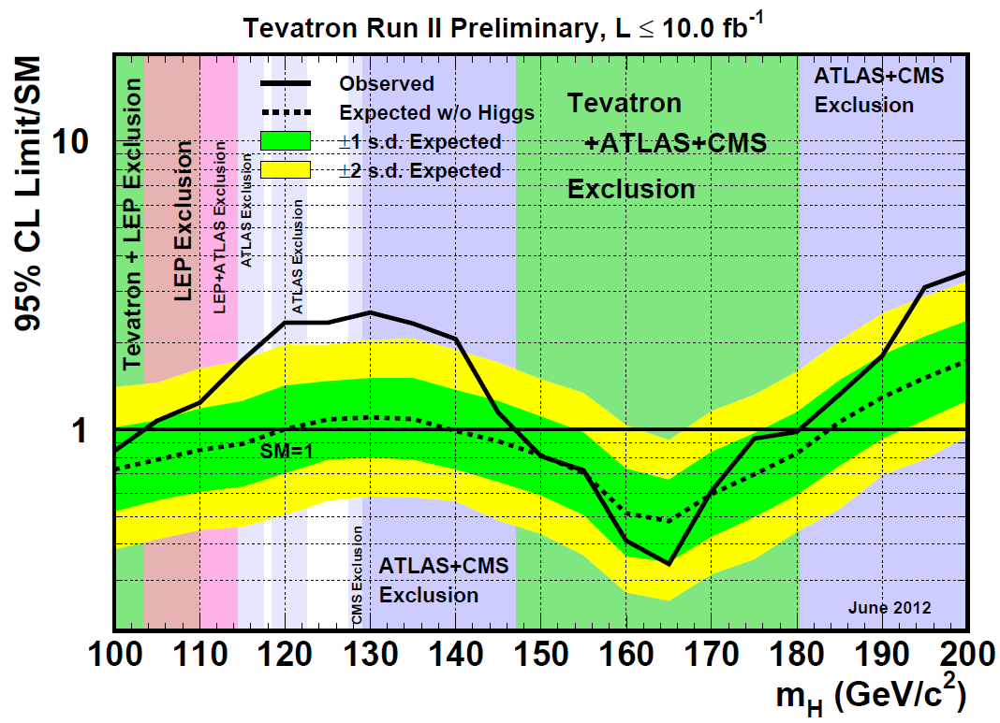 Tevatron Run II Preliminary, L ≤ 10.0 fb-1
95% CL Limit/SM
10
1
Tevatron + LEP Exclusion
LEP Exclusion
LEP+ATLAS Exclusion
ATLAS Exclusion
ATLAS Exclusion
Observed
Expected w/o Higgs
±1 s.d. Expected
±2 s.d. Expected
Tevatron
+ATLAS+CMS
Exclusion
ATLAS+CMS
Exclusion
SM=1
CMS Exclusion
ATLAS+CMS
Exclusion
June 2012
100 110 120 130 140 150 160 170 180 190 200
mH (GeV/c2)